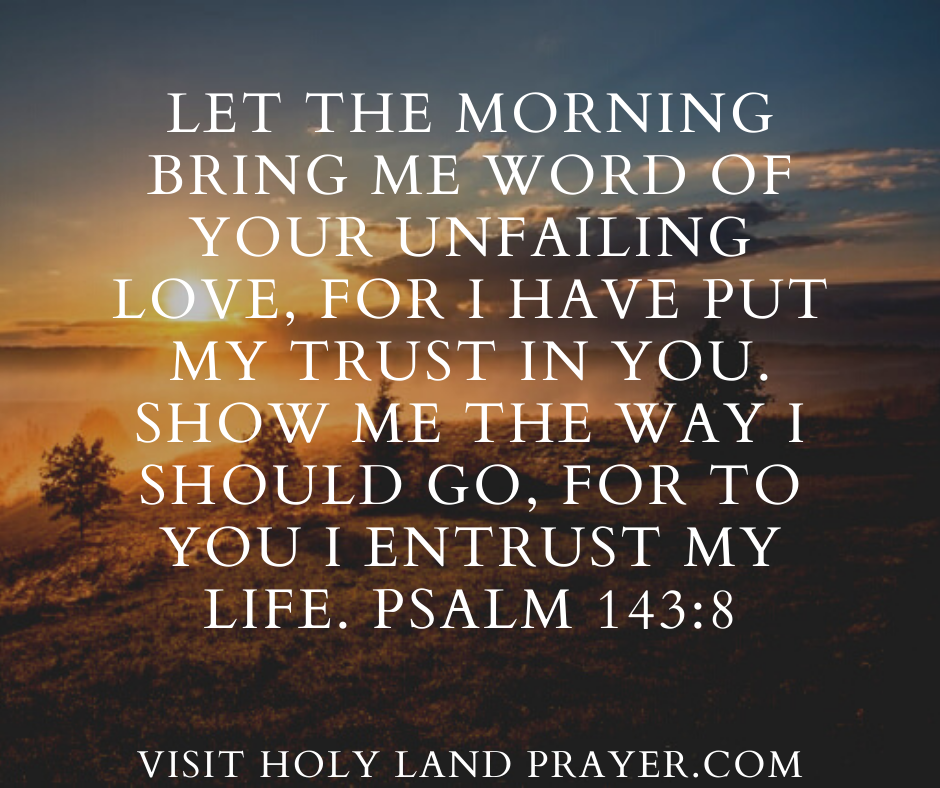 LET THE MORNING
BRING ME WORD OF
YOUR UNFAILING
LOVE, FOR I HAVE PUT
MY TRUST IN YOU.
SHOW ME THE WAY I
SHOULD GO, FOR TO
YOU I ENTRUST MY
LIFE. PSALM 143:8
VISIT HOLY LAND PRAYER.COM